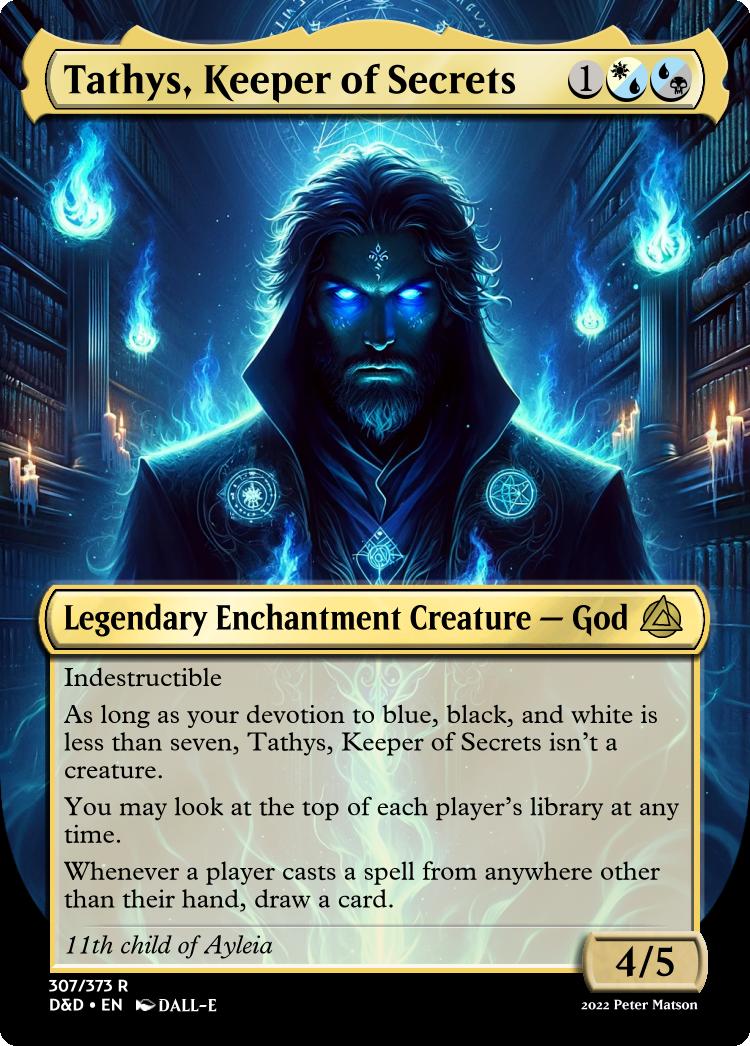 Tathys, Keeper of Secrets 1
Legendary Enchantment Creature — God
Indestructible
As long as your devotion to blue, black, and white is
less than seven, Tathys, Keeper of Secrets isn't a
creature.
You may look at the top of each player's library at any
time.
Whenever a player casts a spell from anywhere other
than their hand, draw a card.
11th child of Ayleia
4/5
307/373 R
D&D • EN DALL-E
2022 Peter Matson